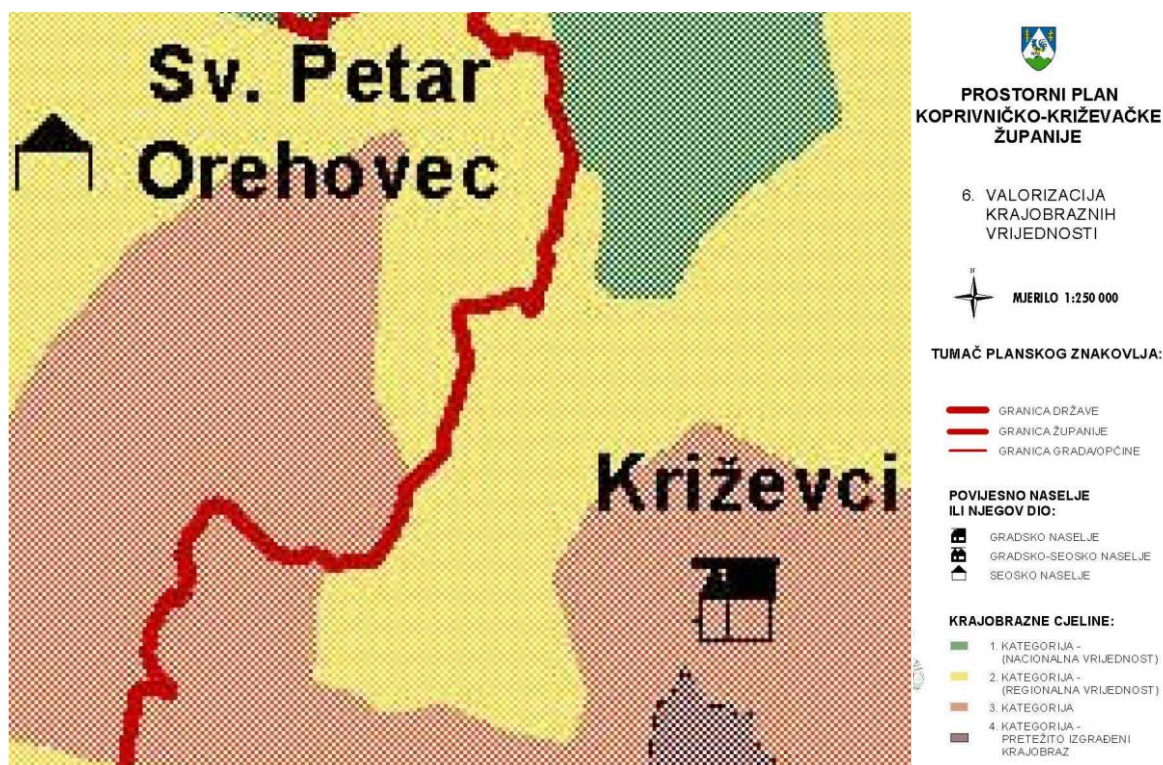 Sv. Petar
Orehovec
Križevci
PROSTORNI PLAN
KOPRIVNIČKO-KRIŽEVAČKE
ŽUPANIJE
6. VALORIZACIJA
KRAJOBRAZNIH
VRIJEDNOSTI
N
MJERILO 1:250 000
TUMAČ PLANSKOG ZNAKOVLJA:
GRANICA DRŽAVE
GRANICA ŽUPANIJE
GRANICA GRADA/OPĆINE
POVIJESNO NASELJE
ILI NJEGOV DIO:
GRADSKO NASELJE
GRADSKO-SEOSKO NASELJE
SEOSKO NASELJE
KRAJOBRAZNE CJELINE:
1. KATEGORIJA -
(NACIONALNA VRIJEDNOST)
2. KATEGORIJA -
(REGIONALNA VRIJEDNOST)
3. KATEGORIJA
4. KATEGORIJA -
PRETEŽITO IZGRAĐENI
KRAJOBRAZ